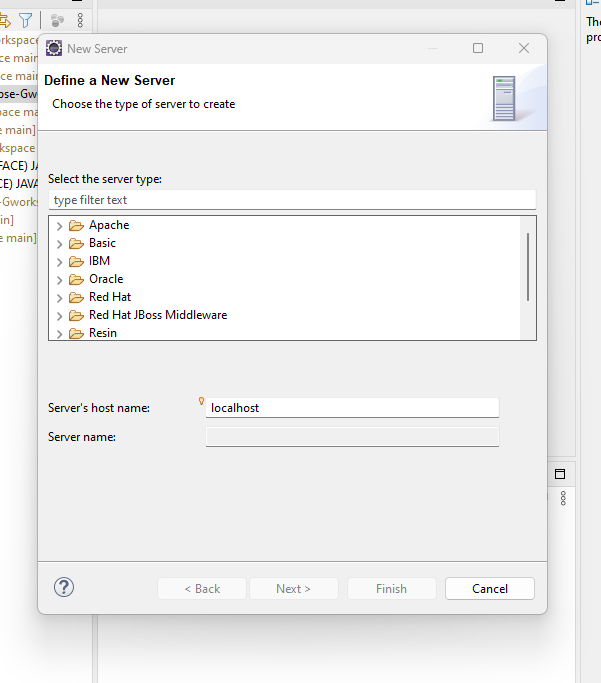 New Server
Define a New Server
Choose the type of server to create
Select the server type:
type filter text
Apache
Basic
IBM
Oracle
Red Hat
Red Hat JBoss Middleware
Resin
Server's host name:
localhost
Server name:
?
< Back
Next >
Finish
Cancel
rkspace
ce main
ce main
ose-Gwo
pace ma
e main]
kspace
FACE) JA
CE) JAVA
-Gworks
in]
e main]
The
pro